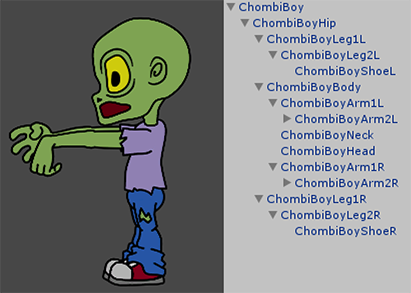 ChombiBoy
ChombiBoyHip
ChombiBoyLeg1L
ChombiBoyLeg2L
ChombiBoyShoeL
ChombiBoyBody
ChombiBoyArm1L
ChombiBoyArm2L
ChombiBoyNeck
ChombiBoyHead
ChombiBoyArm1R
ChombiBoyArm2R
ChombiBoyLeg1R
ChombiBoyLeg2R
ChombiBoyShoeR